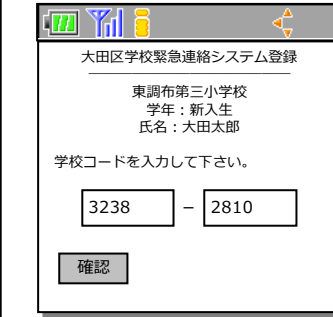 大田区学校緊急連絡システム登録
東調布第三小学校
学年：新入生
氏名：大田太郎
学校コードを入力して下さい。
3238 － 2810
確認